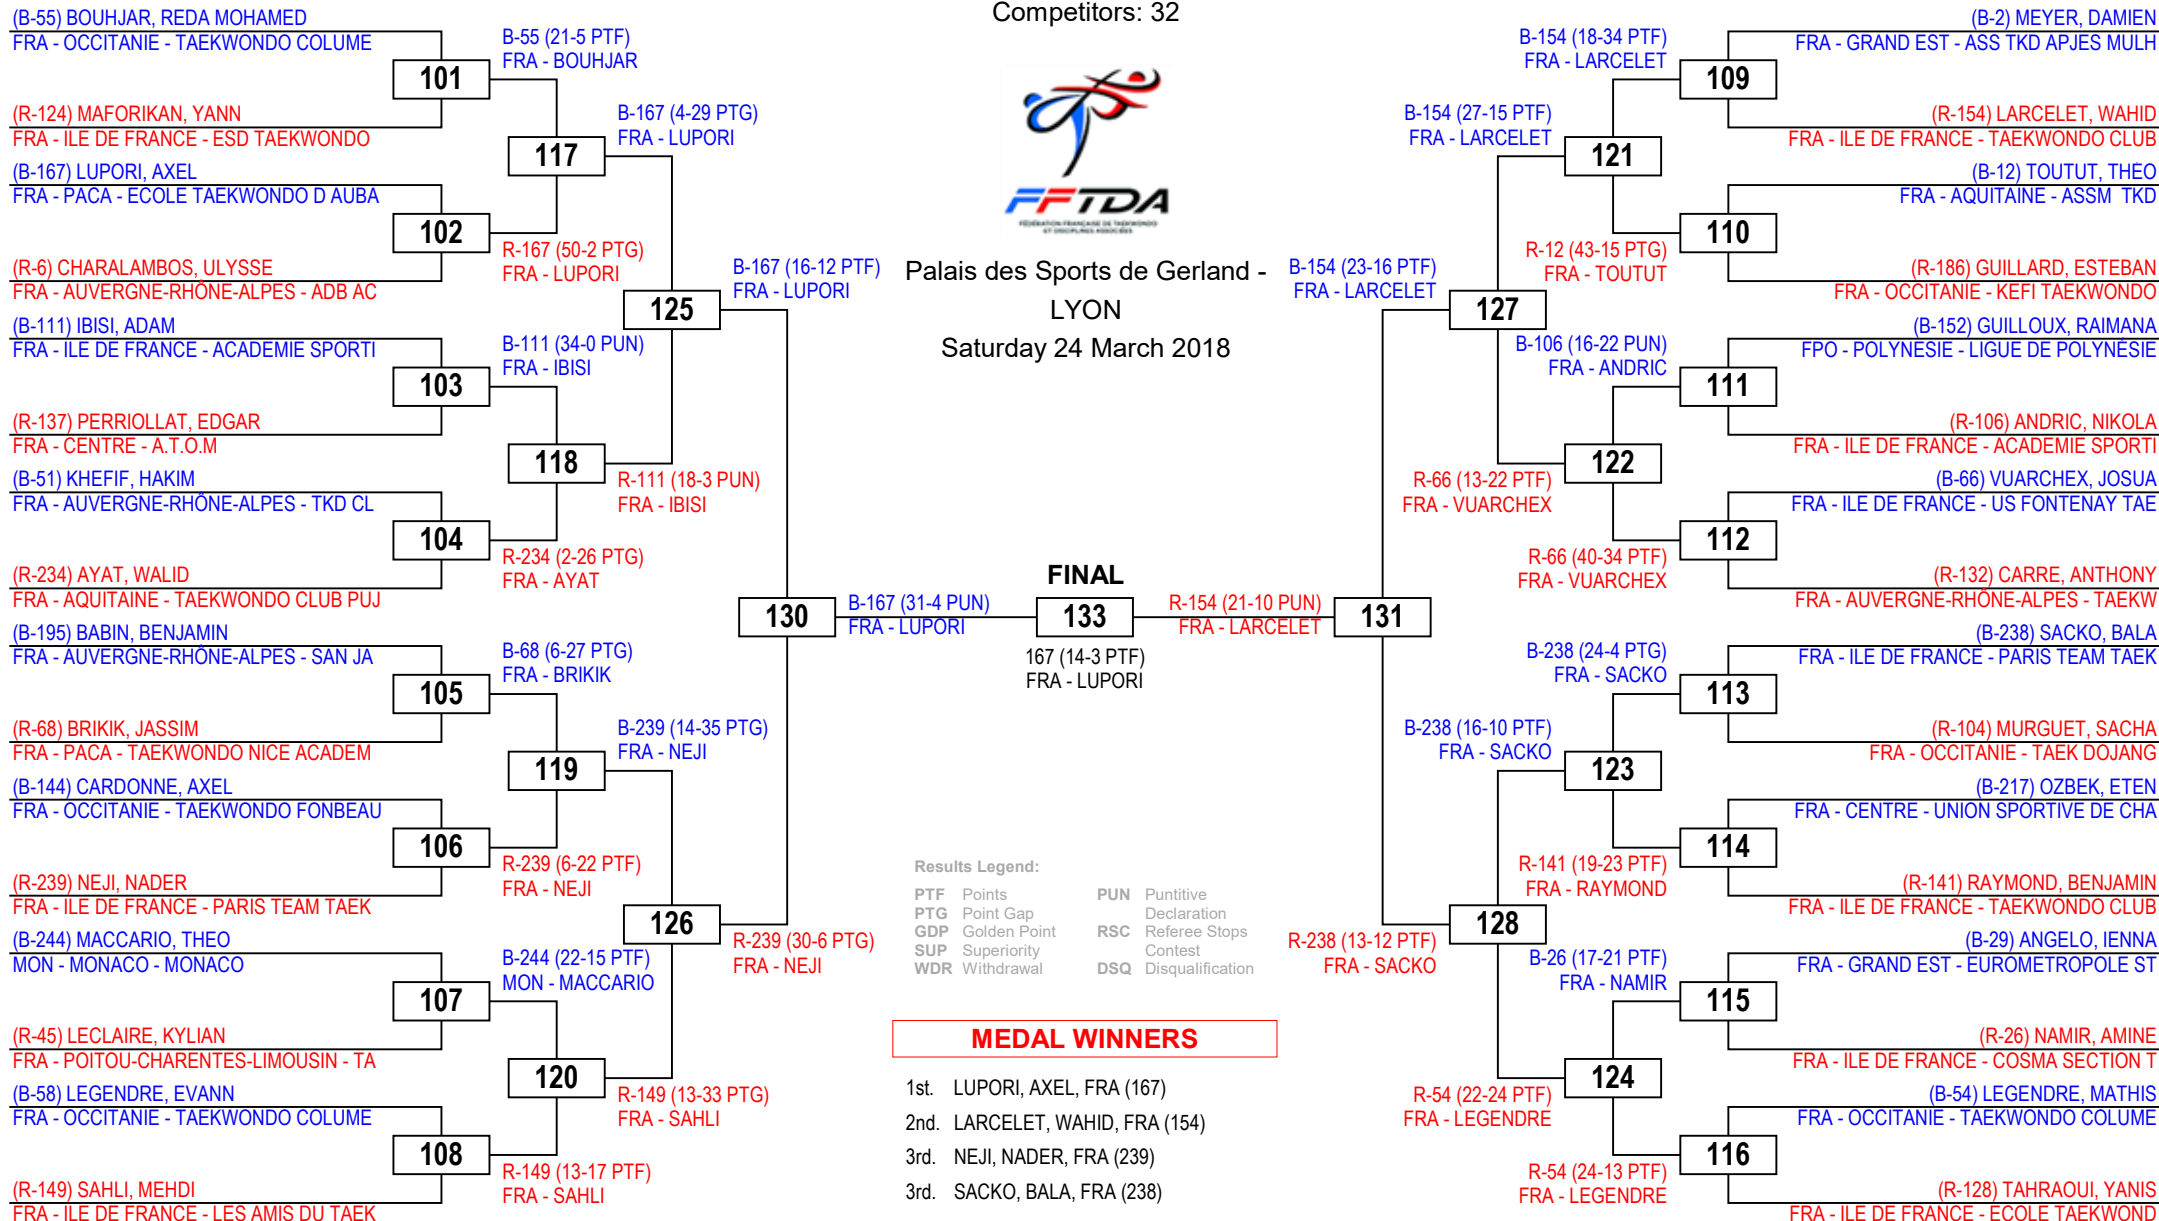 Competitors: 32
(B-55) BOUHJAR, REDA MOHAMED
FRA - OCCITANIE - TAEKWONDO COLUME
101
(R-124) MAFORIKAN, YANN
FRA - ILE DE FRANCE - ESD TAEKWONDO
(B-167) LUPORI, AXEL
FRA - PACA - ECOLE TAEKWONDO D AUBA
102
(R-6) CHARALAMBOS, ULYSSE
FRA - AUVERGNE-RHÔNE-ALPES - ADB AC
(B-111) IBISI, ADAM
FRA - ILE DE FRANCE - ACADEMIE SPORTI
103
(R-137) PERRIOLLAT, EDGAR
FRA - CENTRE - A.T.O.M
(B-51) KHEFIF, HAKIM
FRA - AUVERGNE-RHÔNE-ALPES - TKD CL
104
(R-234) AYAT, WALID
FRA - AQUITAINE - TAEKWONDO CLUB PUJ
(B-195) BABIN, BENJAMIN
FRA - AUVERGNE-RHÔNE-ALPES - SAN JA
105
(R-68) BRIKIK, JASSIM
FRA - PACA - TAEKWONDO NICE ACADEM
(B-144) CARDONNE, AXEL
FRA - OCCITANIE - TAEKWONDO FONBEAU
106
(R-239) NEJI, NADER
FRA - ILE DE FRANCE - PARIS TEAM TAEK
(B-244) MACCARIO, THEO
MON - MONACO - MONACO
107
(R-45) LECLAIRE, KYLIAN
FRA - POITOU-CHARENTES-LIMOUSIN - TA
(B-58) LEGENDRE, EVANN
FRA - OCCITANIE - TAEKWONDO COLUME
108
(R-149) SAHLI, MEHDI
FRA - ILE DE FRANCE - LES AMIS DU TAEK
B-55 (21-5 PTF)
FRA - BOUHJAR
117
R-167 (50-2 PTG)
FRA - LUPORI
B-111 (34-0 PUN)
FRA - IBISI
118
R-234 (2-26 PTG)
FRA - AYAT
B-68 (6-27 PTG)
FRA - BRIKIK
119
R-239 (6-22 PTF)
FRA - NEJI
B-244 (22-15 PTF)
MON - MACCARIO
120
R-149 (13-17 PTF)
FRA - SAHLI
B-167 (4-29 PTG)
FRA - LUPORI
125
R-111 (18-3 PUN)
FRA - IBISI
B-239 (14-35 PTG)
FRA - NEJI
126
R-149 (13-33 PTG)
FRA - SAHLI
B-167 (16-12 PTF)
FRA - LUPORI
130
R-239 (30-6 PTG)
FRA - NEJI
FFTDA
FÉDÉRATION FRANÇAISE DE TAEKWONDO
ET DISCIPLINES ASSOCIÉES
Palais des Sports de Gerland -
LYON
Saturday 24 March 2018
FINAL
B-167 (31-4 PUN)
FRA - LUPORI
133
R-154 (21-10 PUN)
FRA - LARCELET
167 (14-3 PTF)
FRA - LUPORI
Results Legend:
PTF Points
PTG Point Gap
GDP Golden Point
SUP Superiority
WDR Withdrawal
PUN Puntitive
Declaration
RSC Referee Stops
Contest
DSQ Disqualification
MEDAL WINNERS
1st. LUPORI, AXEL, FRA (167)
2nd. LARCELET, WAHID, FRA (154)
3rd. NEJI, NADER, FRA (239)
3rd. SACKO, BALA, FRA (238)
B-154 (23-16 PTF)
FRA - LARCELET
131
R-238 (13-12 PTF)
FRA - SACKO
B-154 (27-15 PTF)
FRA - LARCELET
127
R-66 (13-22 PTF)
FRA - VUARCHEX
B-238 (16-10 PTF)
FRA - SACKO
128
R-54 (22-24 PTF)
FRA - LEGENDRE
B-154 (18-34 PTF)
FRA - LARCELET
121
R-12 (43-15 PTG)
FRA - TOUTUT
B-106 (16-22 PUN)
FRA - ANDRIC
122
R-66 (40-34 PTF)
FRA - VUARCHEX
B-238 (24-4 PTG)
FRA - SACKO
123
R-141 (19-23 PTF)
FRA - RAYMOND
B-26 (17-21 PTF)
FRA - NAMIR
124
R-54 (24-13 PTF)
FRA - LEGENDRE
(B-2) MEYER, DAMIEN
FRA - GRAND EST - ASS TKD APJES MULH
109
(R-154) LARCELET, WAHID
FRA - ILE DE FRANCE - TAEKWONDO CLUB
(B-12) TOUTUT, THÉO
FRA - AQUITAINE - ASSM TKD
110
(R-186) GUILLARD, ESTEBAN
FRA - OCCITANIE - KEFI TAEKWONDO
(B-152) GUILLOUX, RAIMANA
FPO - POLYNESIE - LIGUE DE POLYNÉSIE
111
(R-106) ANDRIC, NIKOLA
FRA - ILE DE FRANCE - ACADEMIE SPORTI
(B-66) VUARCHEX, JOSUA
FRA - ILE DE FRANCE - US FONTENAY TAE
112
(R-132) CARRE, ANTHONY
FRA - AUVERGNE-RHÔNE-ALPES - TAEKW
(B-238) SACKO, BALA
FRA - ILE DE FRANCE - PARIS TEAM TAEK
113
(R-104) MURGUET, SACHA
FRA - OCCITANIE - TAEK DOJANG
(B-217) OZBEK, ETEN
FRA - CENTRE - UNION SPORTIVE DE CHA
114
(R-141) RAYMOND, BENJAMIN
FRA - ILE DE FRANCE - TAEKWONDO CLUB
(B-29) ANGELO, IENNA
FRA - GRAND EST - EUROMETROPOLE ST
115
(R-26) NAMIR, AMINE
FRA - ILE DE FRANCE - COSMA SECTION T
(B-54) LEGENDRE, MATHIS
FRA - OCCITANIE - TAEKWONDO COLUME
116
(R-128) TAHRAOUI, YANIS
FRA - ILE DE FRANCE - ECOLE TAEKWOND